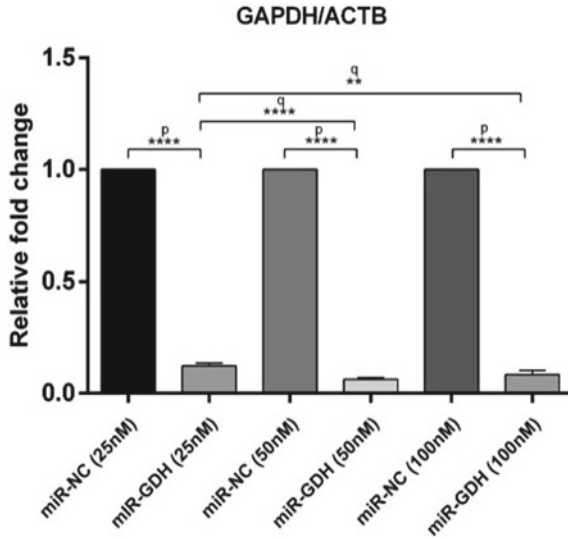 GAPDH/ACTB
Relative fold change
1.5
1.0
0.5
0.0
q
**
q
****
p
****
p
****
p
****
miR-NC (25nM)
miR-GDH (25nM)
miR-NC (50nM)
miR-GDH (50nM)
miR-NC (100nM)
miR-GDH (100nM)